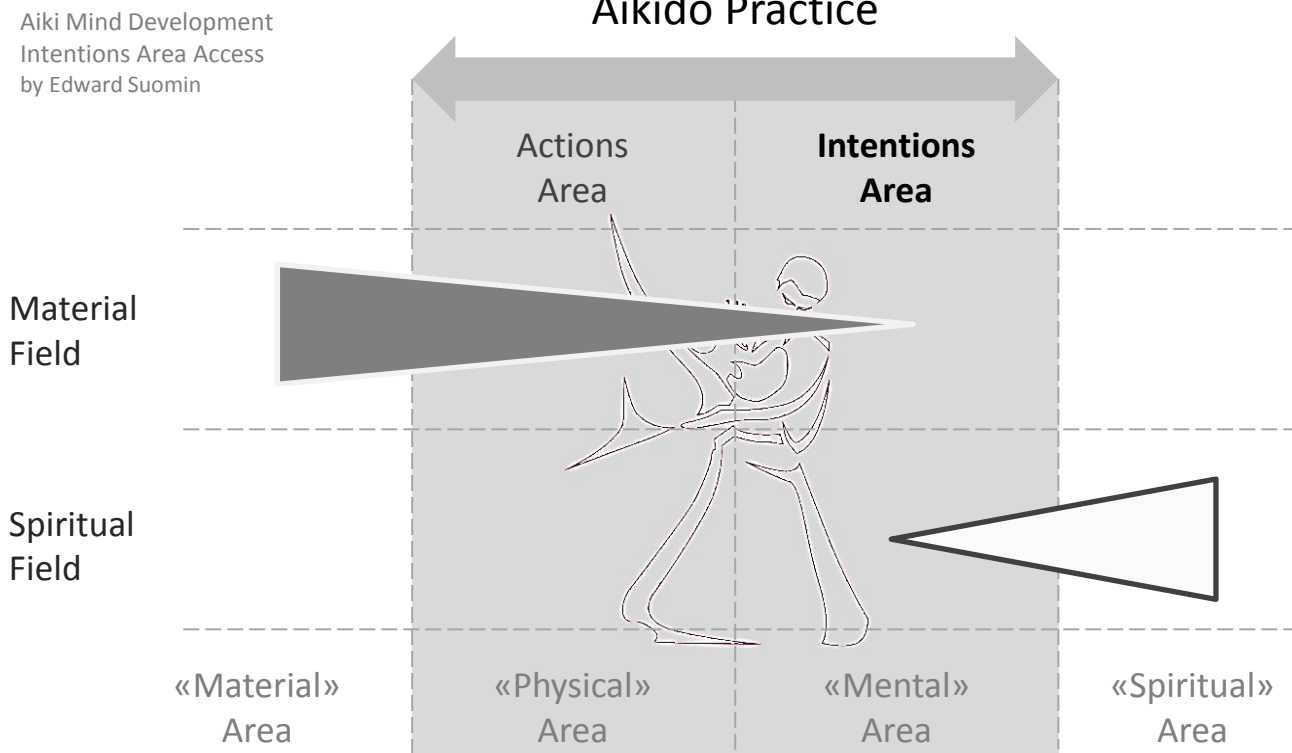 Aikido Practice
Aiki Mind Development
Intentions Area Access
by Edward Suomin
Actions
Area
Intentions
Area
Material
Field
Spiritual
Field
«Material»
Area
«Physical»
Area
«Mental»
Area
«Spiritual»
Area